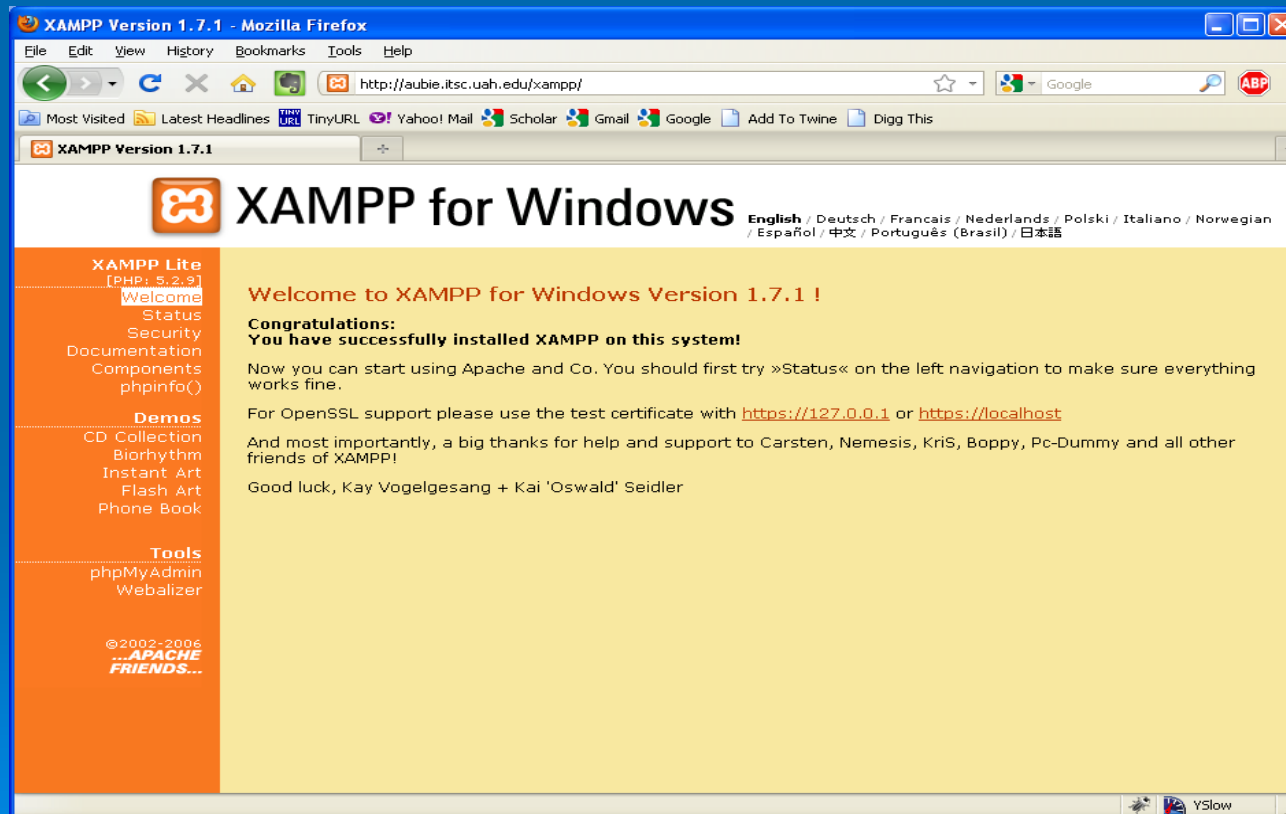 XAMPP Version 1.7.1 - Mozilla Firefox
File Edit View History Bookmarks Tools Help
http://aubie.itsc.uah.edu/xampp/ Google ABP
Most Visited Latest Headlines TINY URL TinyURL Yahoo! Mail Scholar Gmail Google Add To Twine Digg This
XAMPP Version 1.7.1
XAMPP for Windows
English / Deutsch / Francais / Nederlands / Polski / Italiano / Norwegian
/ Español / 中文 / Português (Brasil) / 日本語
XAMPP Lite
[PHP: 5.2.9]
Welcome
Status
Security
Documentation
Components
phpinfo()
Demos
CD Collection
Biorhythm
Instant Art
Flash Art
Phone Book
Tools
phpMyAdmin
Webalizer
©2002-2006
...APACHE
FRIENDS...
Welcome to XAMPP for Windows Version 1.7.1 !
Congratulations:
You have successfully installed XAMPP on this system!
Now you can start using Apache and Co. You should first try »Status« on the left navigation to make sure everything
works fine.
For OpenSSL support please use the test certificate with https://127.0.0.1 or https://localhost
And most importantly, a big thanks for help and support to Carsten, Nemesis, KriS, Boppy, Pc-Dummy and all other
friends of XAMPP!
Good luck, Kay Vogelgesang + Kai 'Oswald' Seidler
YSlow